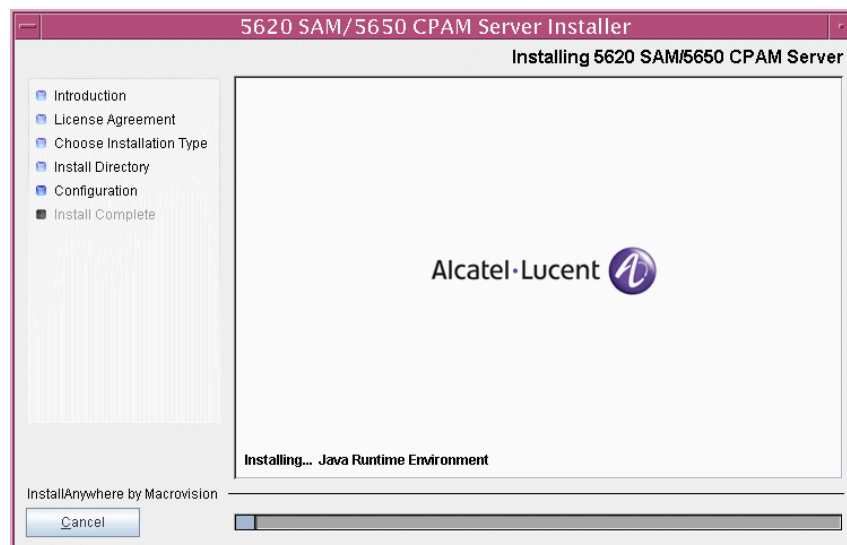 5620 SAM/5650 CPAM Server Installer
Installing 5620 SAM/5650 CPAM Server
Introduction
License Agreement
Choose Installation Type
Install Directory
Configuration
Install Complete
Alcatel·Lucent
Installing... Java Runtime Environment
InstallAnywhere by Macrovision
Cancel